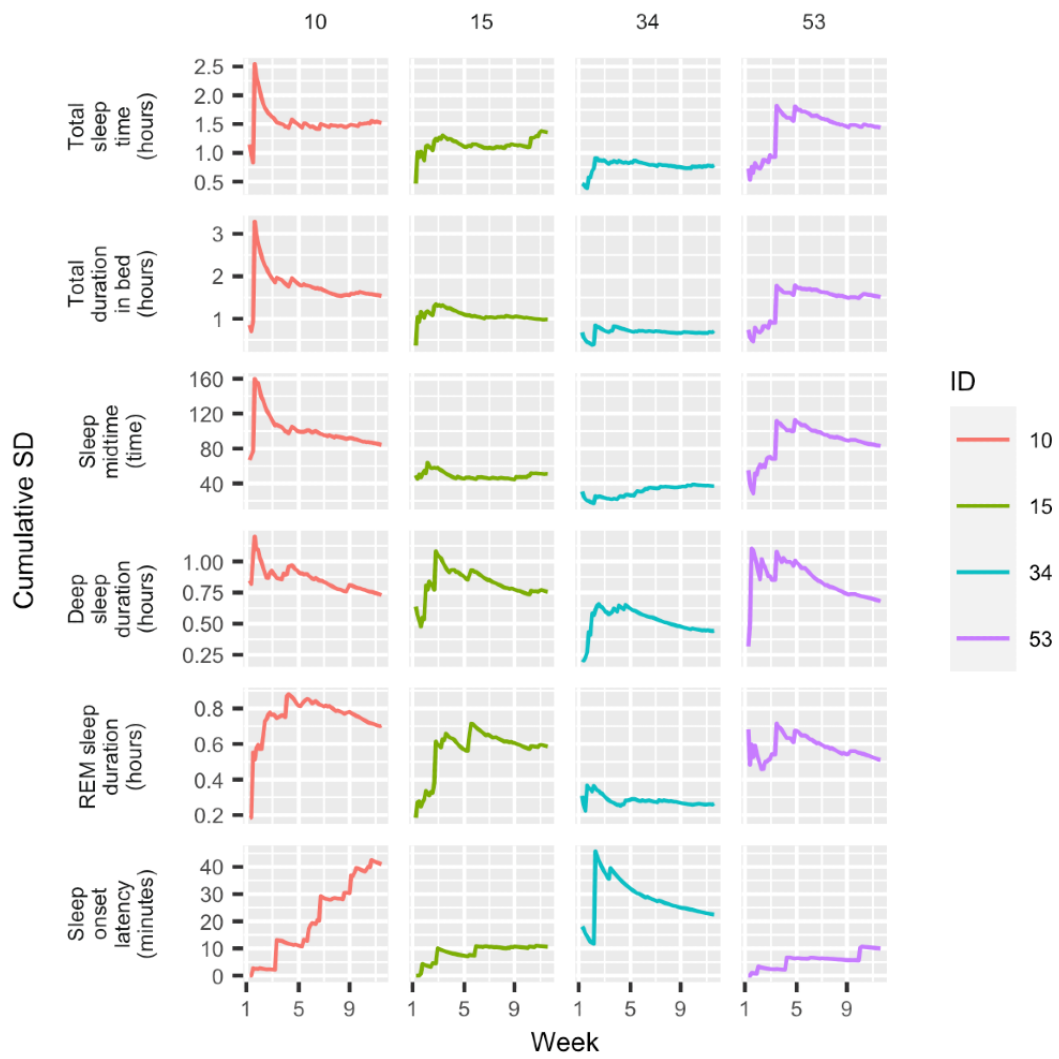 10 15 34 53
Total
sleep
time
(hours)
2.5
2.0
1.5
1.0
0.5
Total
duration
in bed
(hours)
3
2
1
Sleep
midtime
(time)
160
120
80
40
Deep
sleep
duration
(hours)
1.00
0.75
0.50
0.25
REM sleep
duration
(hours)
0.8
0.6
0.4
0.2
Sleep
onset
latency
(minutes)
40
30
20
10
0
1 5 9 1 5 9 1 5 9 1 5 9
Week
Cumulative SD
ID
10
15
34
53